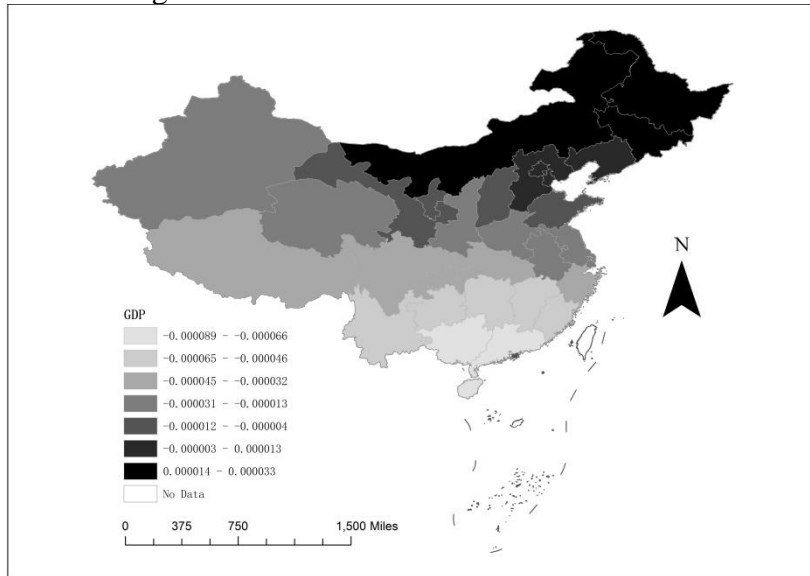 N
GDP
-0.000089 - -0.000066
-0.000065 - -0.000046
-0.000045 - -0.000032
-0.000031 - -0.000013
-0.000012 - -0.000004
-0.000003 - 0.000013
0.000014 - 0.000033
No Data
0 375 750 1,500 Miles